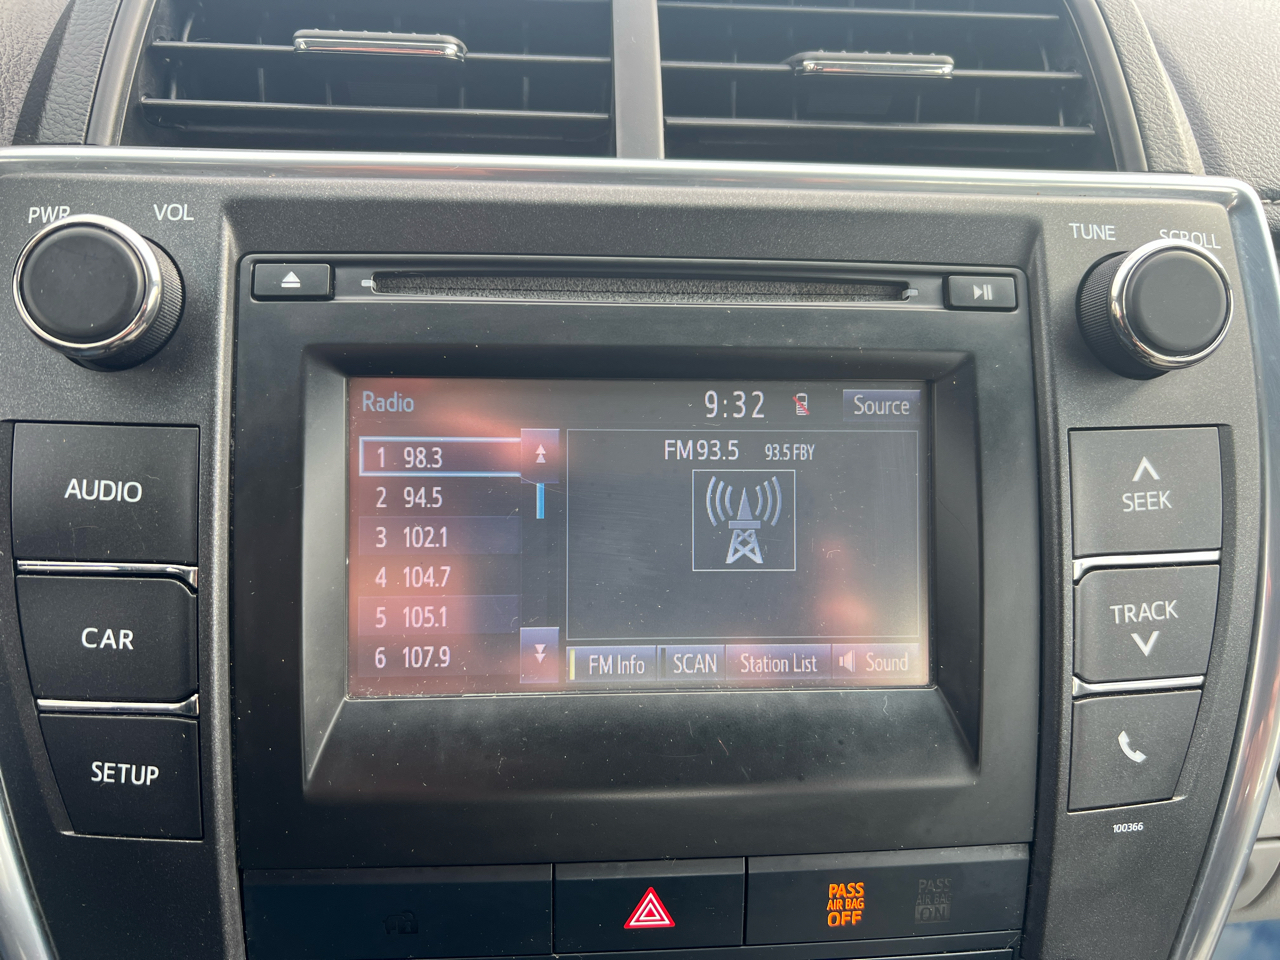 PWR VOL
TUNE SCROLL
Radio 9:32 Source
1 98.3
2 94.5
3 102.1
4 104.7
5 105.1
6 107.9
FM93.5 93.5 FBY
FM Info SCAN Station List Sound
AUDIO
CAR
SETUP
SEEK
TRACK
100366
PASS
AIR BAG
OFF
PASS
AIR BAG
ON